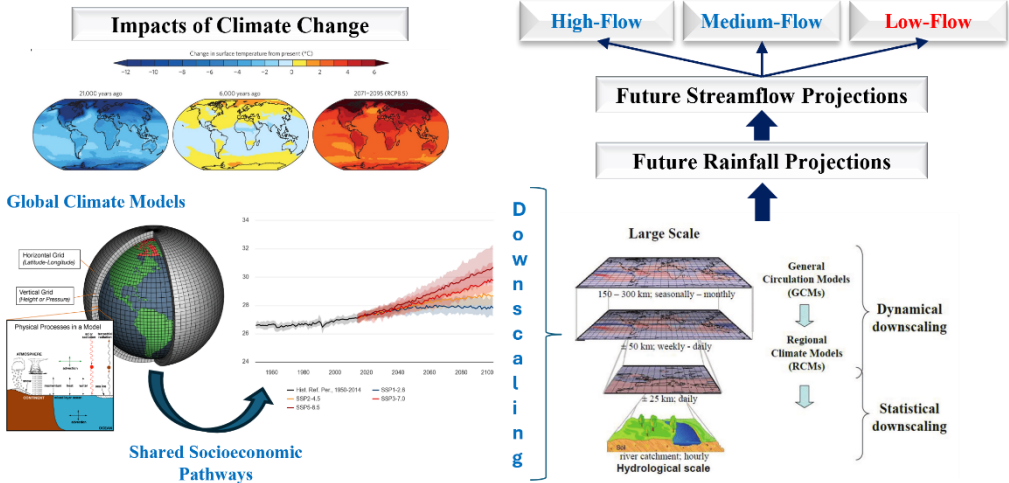 Impacts of Climate Change
Change in surface temperature from present (°C)
−12 −10 −8 −6 −4 −2 0 2 4 6
21,000 years ago
6,000 years ago
2071–2095 (RCP8.5)
Global Climate Models
Horizontal Grid
(Latitude-Longitude)
Vertical Grid
(Height or Pressure)
Physical Processes in a Model
ATMOSPHERE
CONTINENT
OCEAN
34
32
30
28
26
24
1960
1980
2000
2020
2040
2060
2080
2100
Hist. Ref. Per., 1950-2014
SSP1-2.6
SSP2-4.5
SSP3-7.0
Shared Socioeconomic
Pathways
High-Flow
Medium-Flow
Low-Flow
Future Streamflow Projections
Future Rainfall Projections
Downscaling
Large Scale
150 – 300 km; seasonally – monthly
± 50 km; weekly - daily
± 25 km; daily
Soil
river catchment; hourly
Hydrological scale
General
Circulation Models
(GCMs)
Regional
Climate Models
(RCMs)
Dynamical
downscaling
Statistical
downscaling